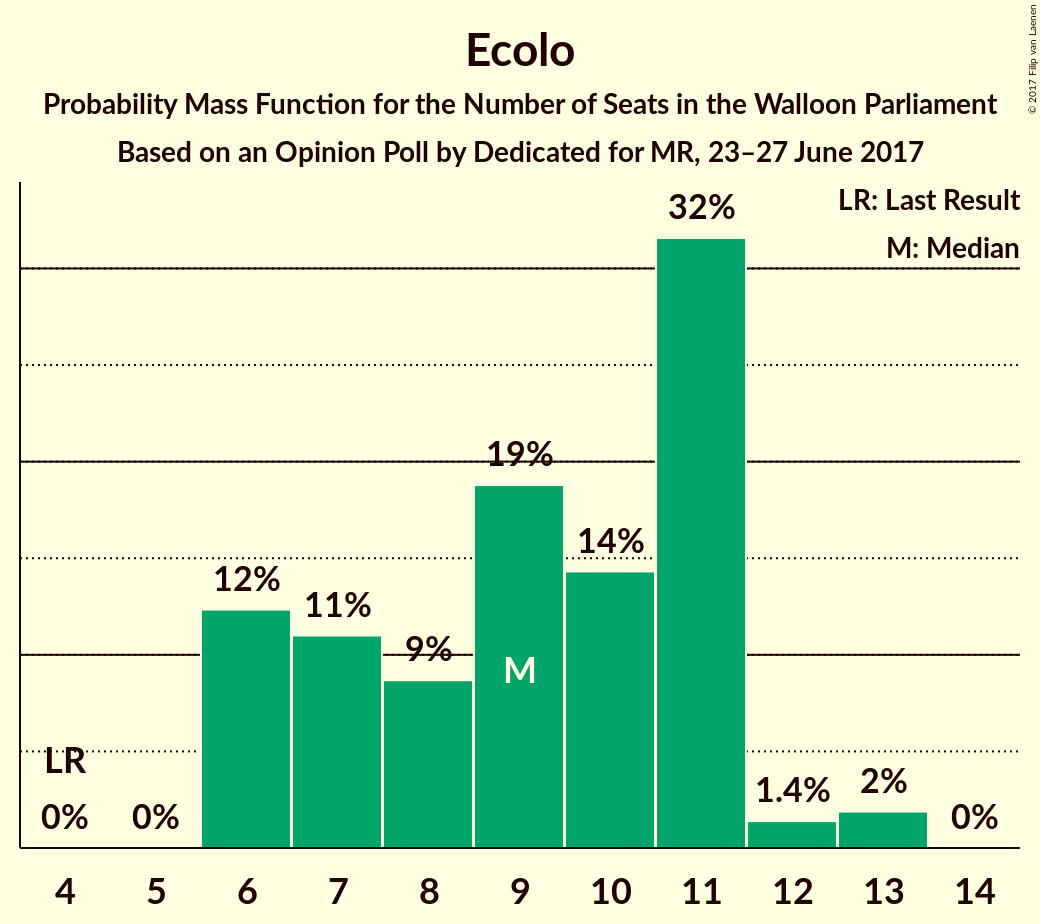 Ecolo
Probability Mass Function for the Number of Seats in the Walloon Parliament
Based on an Opinion Poll by Dedicated for MR, 23–27 June 2017
© 2017 Filip van Laenen
LR: Last Result
M: Median
32%
19%
14%
12%
11%
9%
M
LR
0%
0%
1.4%
2%
0%
4 5 6 7 8 9 10 11 12 13 14